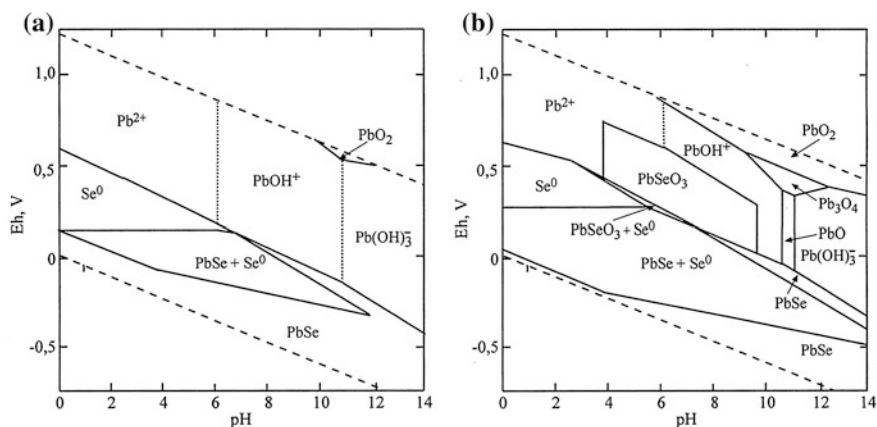 (a)
1,0
0,5
0
-0,5
Eh, V
0 2 4 6 8 10 12 14
pH
Pb²⁺
PbO₂
PbOH⁺
Se⁰
Pb(OH)₃⁻
PbSe + Se⁰
PbSe
(b)
1,0
0,5
0
-0,5
Eh, V
0 2 4 6 8 10 12 14
pH
Pb²⁺
PbOH⁺
PbO₂
PbSeO₃
Se⁰
Pb₃O₄
PbO
PbSeO₃ + Se⁰
Pb(OH)₃⁻
PbSe + Se⁰
PbSe
PbSe